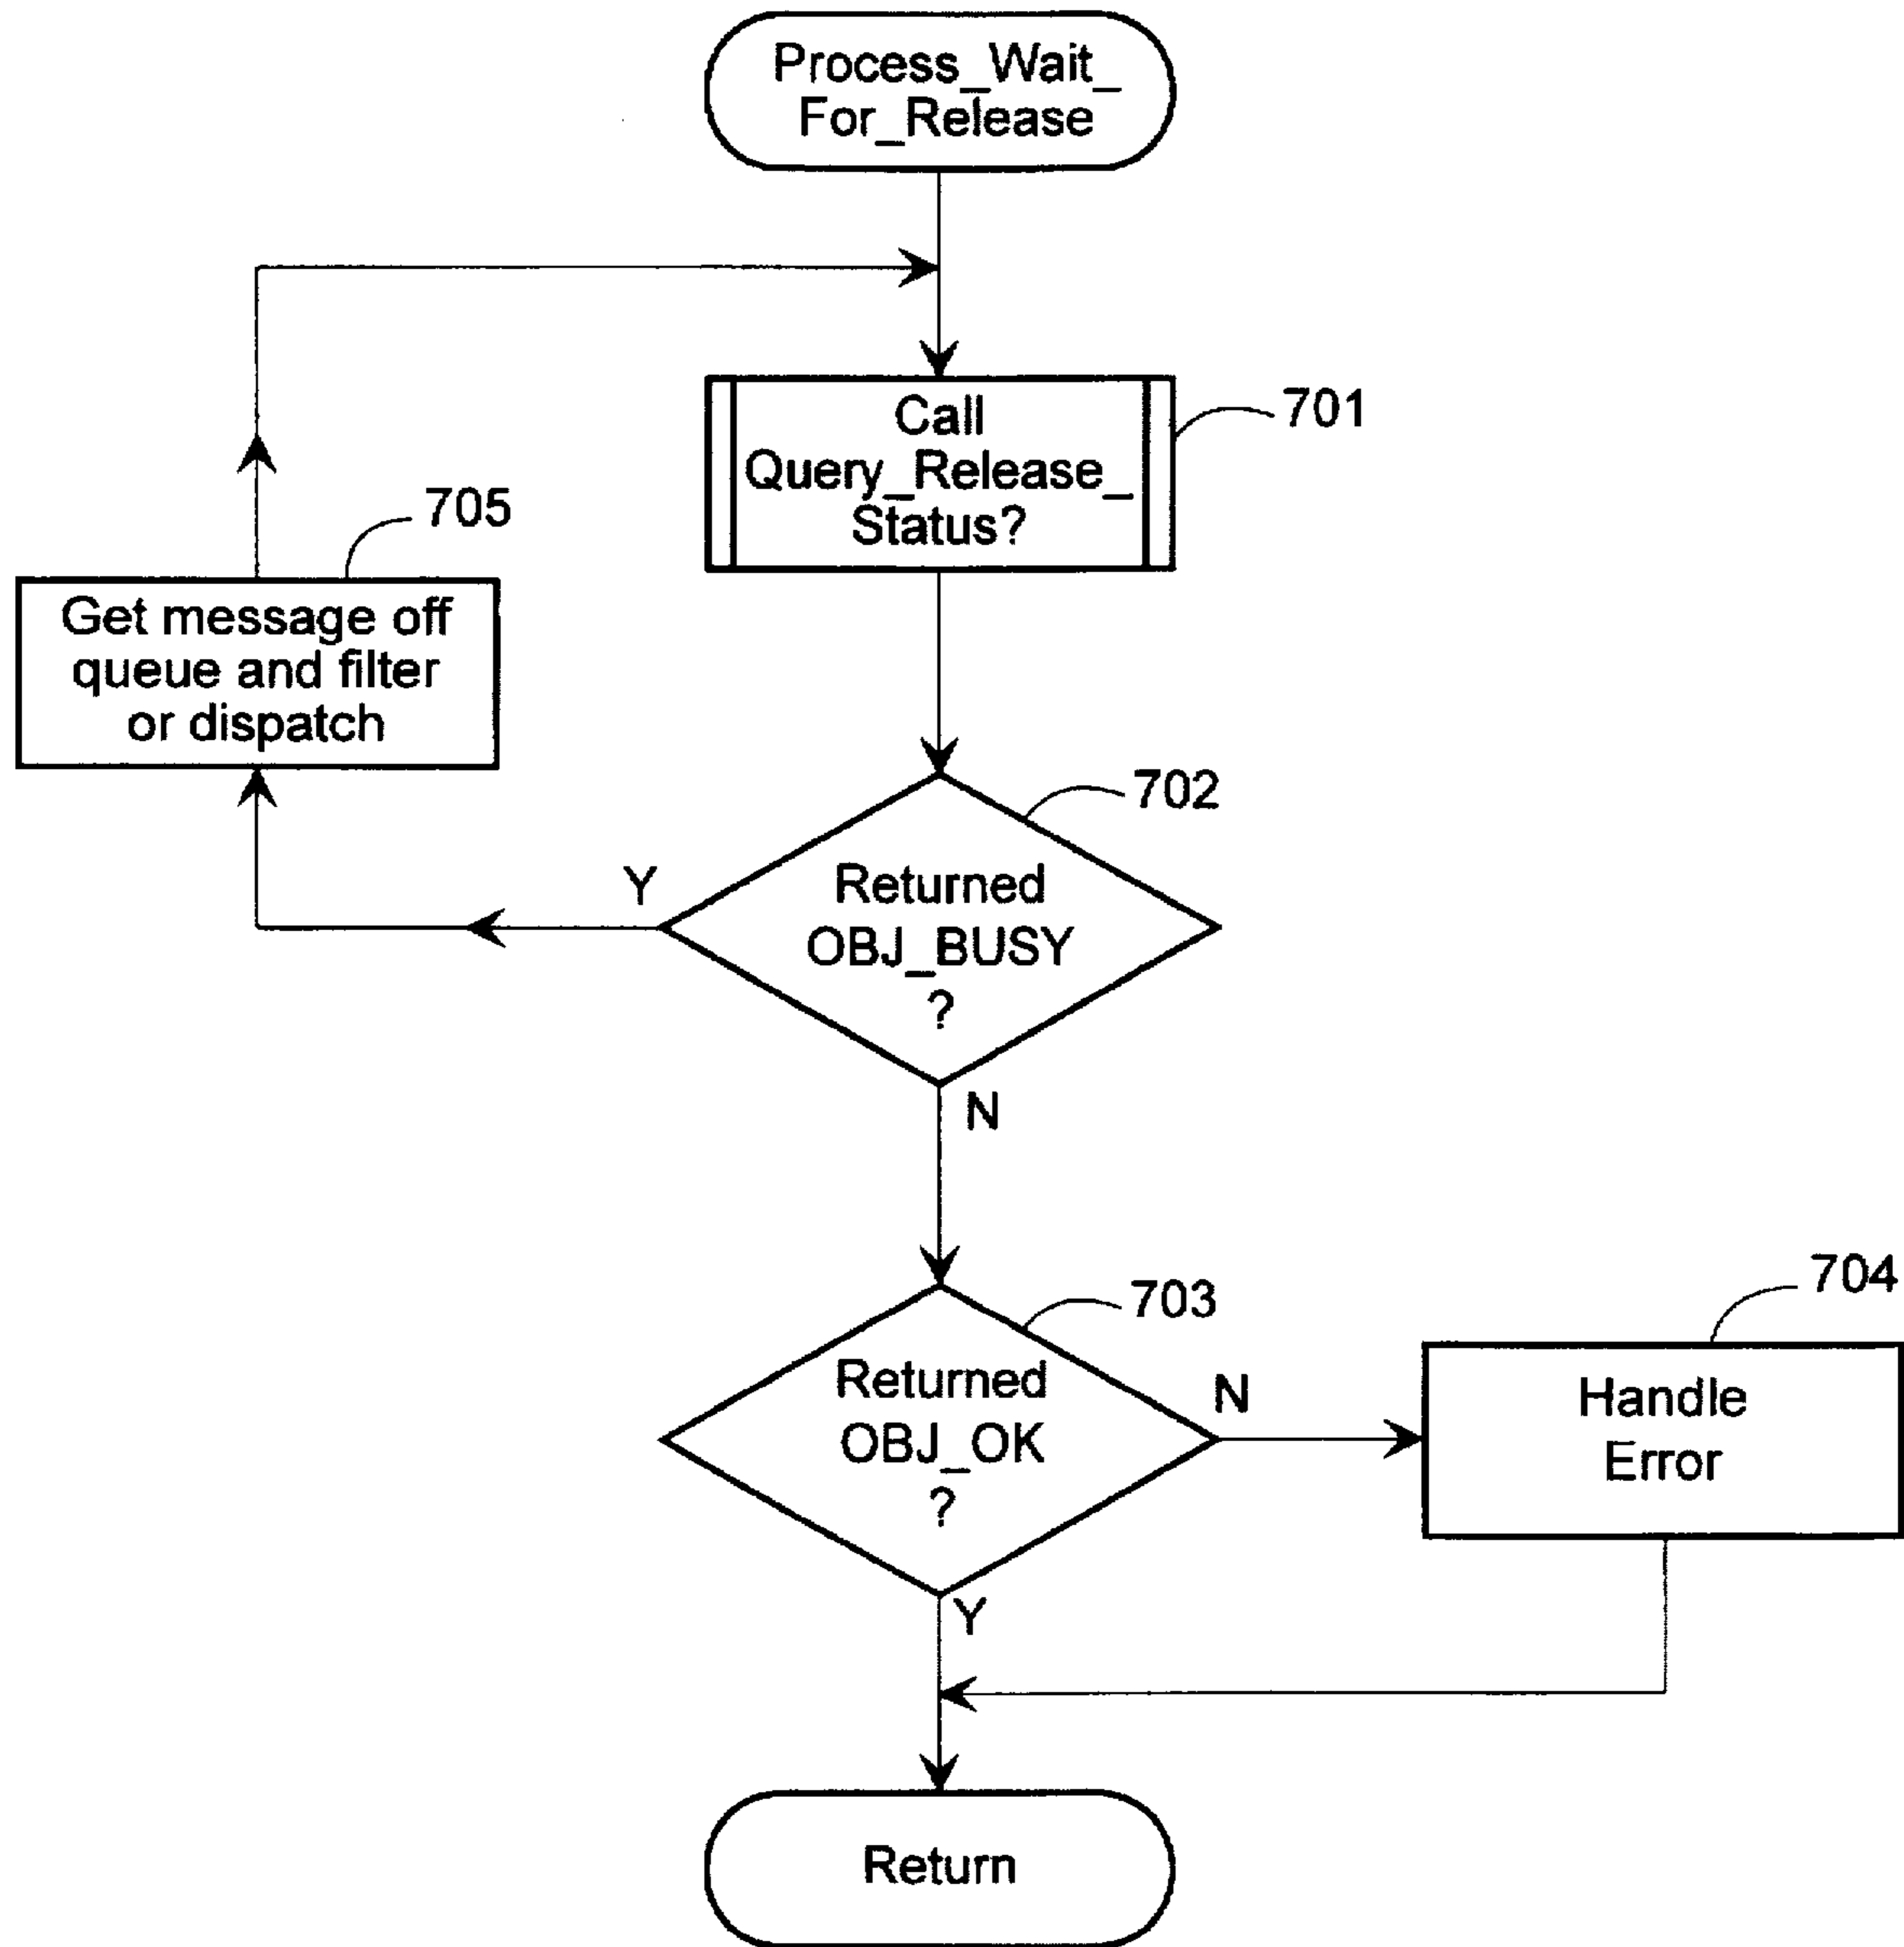 Process_Wait_
For_Release
Call
Query_Release_
Status?
701
705
Get message off
queue and filter
or dispatch
702
Returned
OBJ_BUSY
?
Y
N
703
Returned
OBJ_OK
?
N
Y
704
Handle
Error
Return